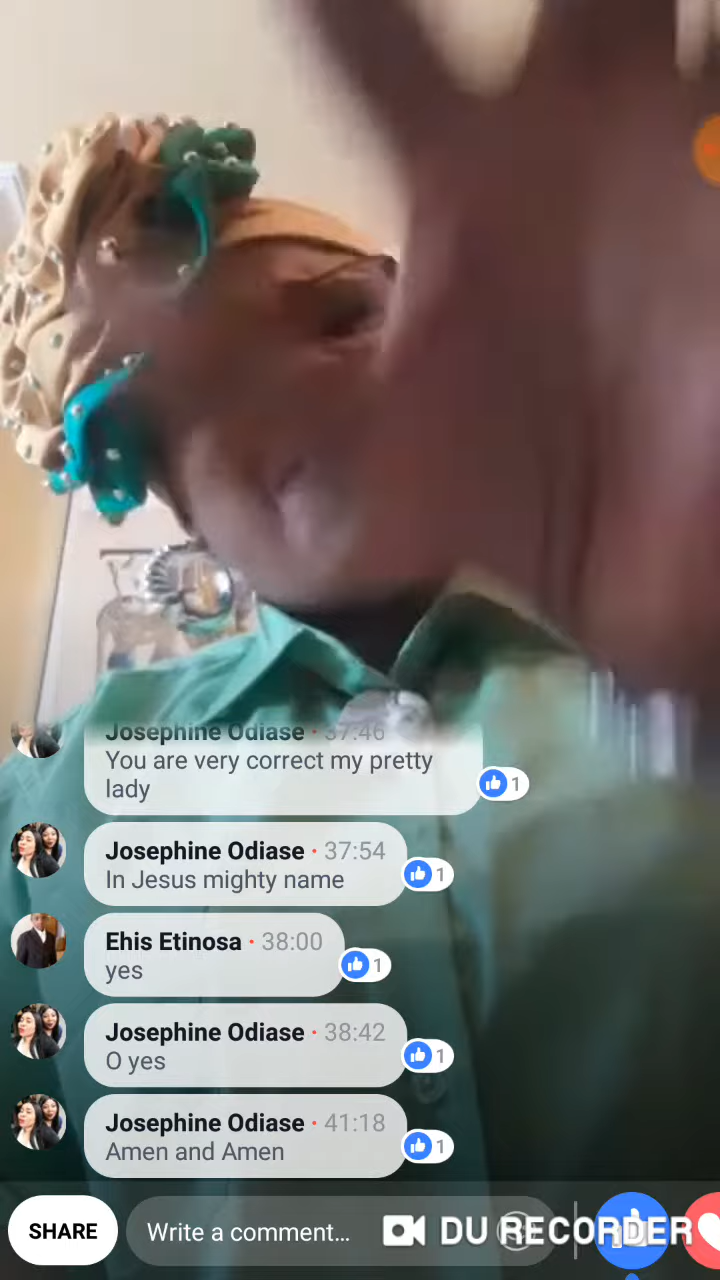 Josephine Odiase · 37:46
You are very correct my pretty
lady
1
Josephine Odiase · 37:54
In Jesus mighty name
1
Ehis Etinosa · 38:00
yes
1
Josephine Odiase · 38:42
O yes
1
Josephine Odiase · 41:18
Amen and Amen
1
SHARE
Write a comment...
DU RECORDER